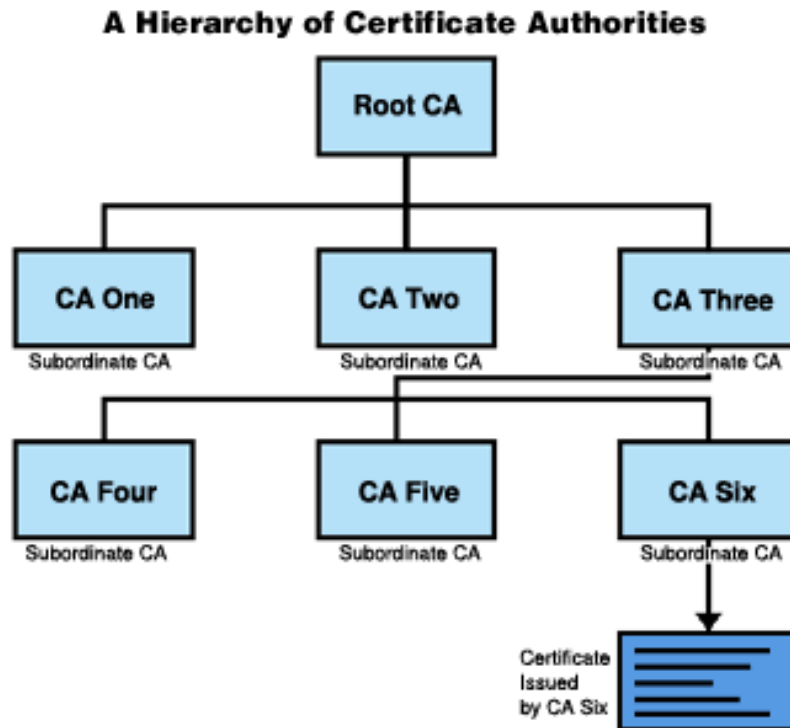 A Hierarchy of Certificate Authorities
Root CA
CA One
CA Two
CA Three
Subordinate CA
Subordinate CA
Subordinate CA
CA Four
CA Five
CA Six
Subordinate CA
Subordinate CA
Subordinate CA
Certificate
Issued
by CA Six